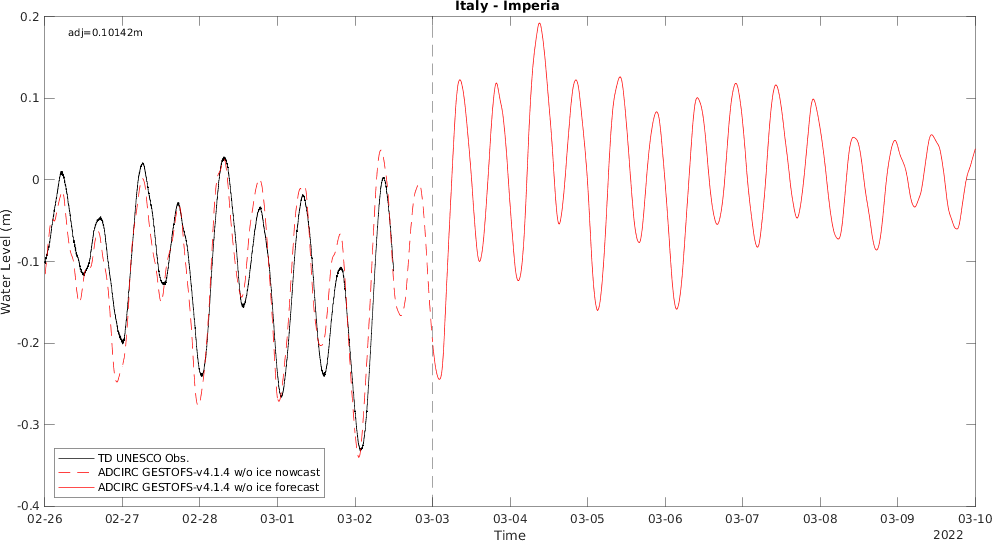 Italy - Imperia
adj=0.10142m
0.2
0.1
0
-0.1
-0.2
-0.3
-0.4
Water Level (m)
TD UNESCO Obs.
ADCIRC GESTOFS-v4.1.4 w/o ice nowcast
ADCIRC GESTOFS-v4.1.4 w/o ice forecast
02-26 02-27 02-28 03-01 03-02 03-03 03-04 03-05 03-06 03-07 03-08 03-09 03-10
Time
2022